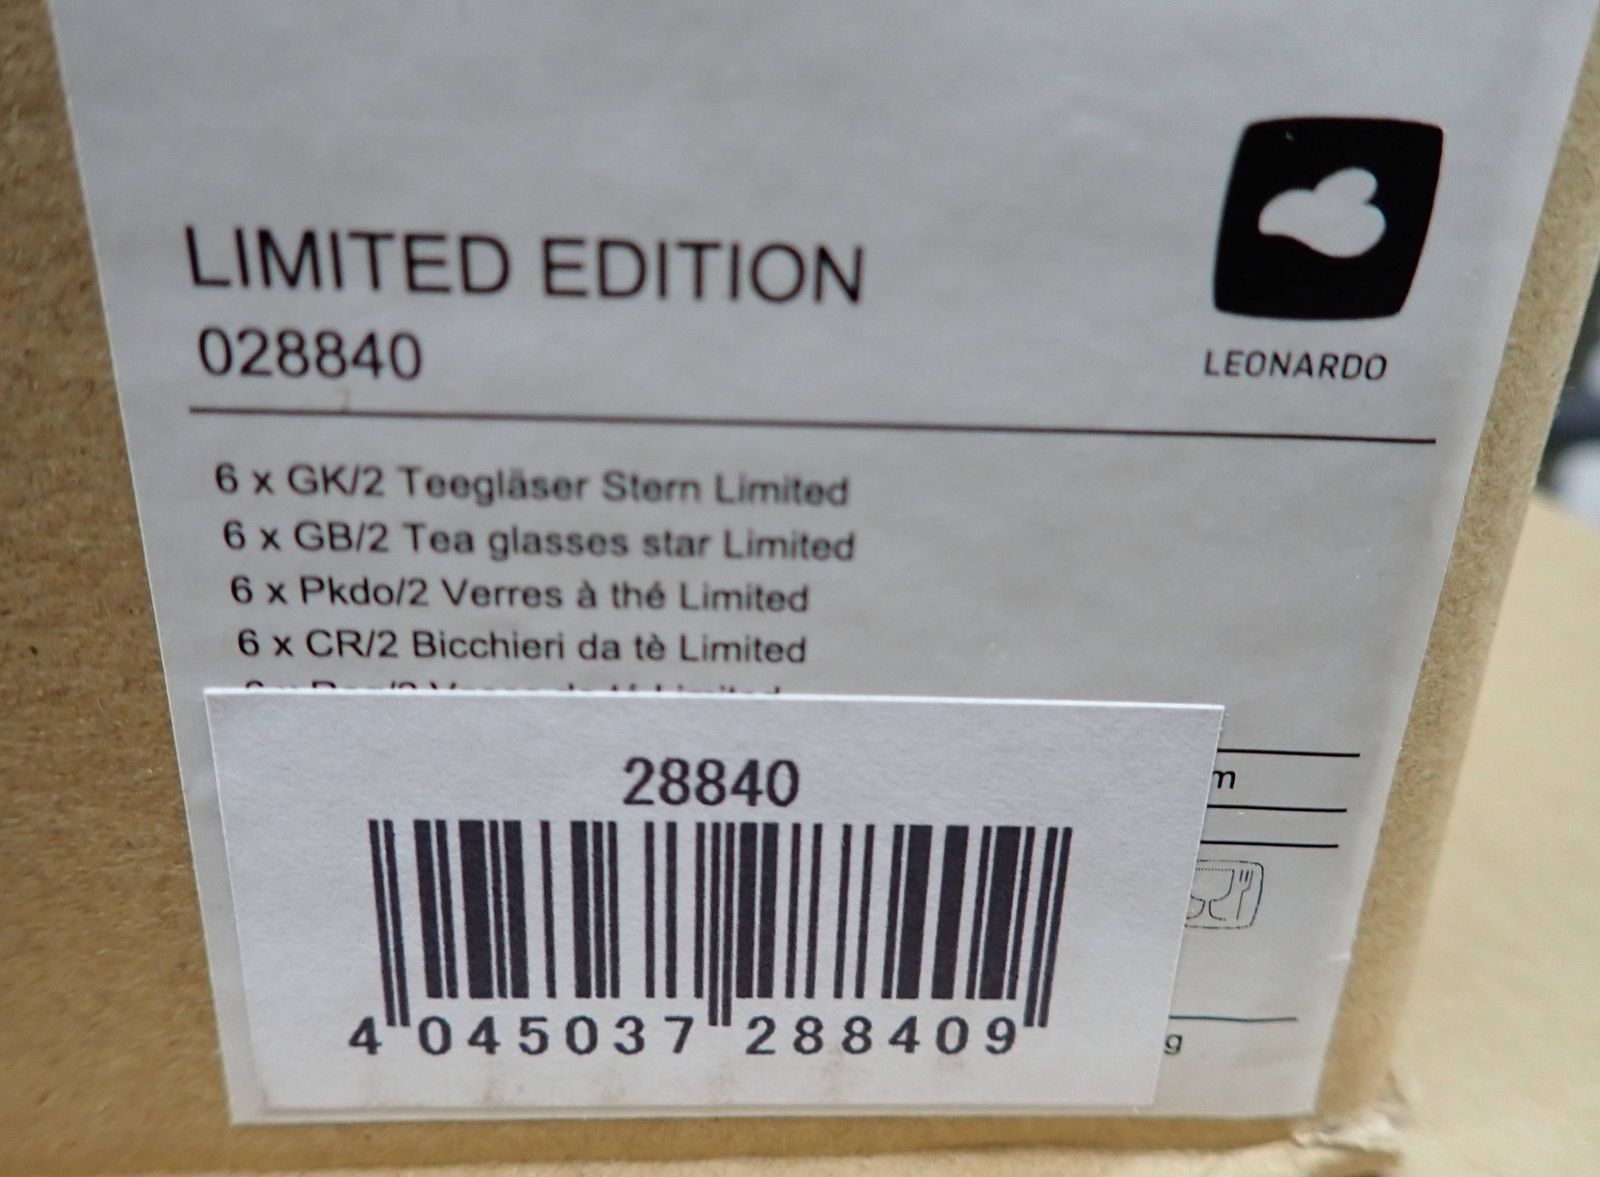 LIMITED EDITION
028840
LEONARDO
6 x GK/2 Teegläser Stern Limited
6 x GB/2 Tea glasses star Limited
6 x Pkdo/2 Verres à thé Limited
6 x CR/2 Bicchieri da tè Limited
28840
m
4 045037 288409
g